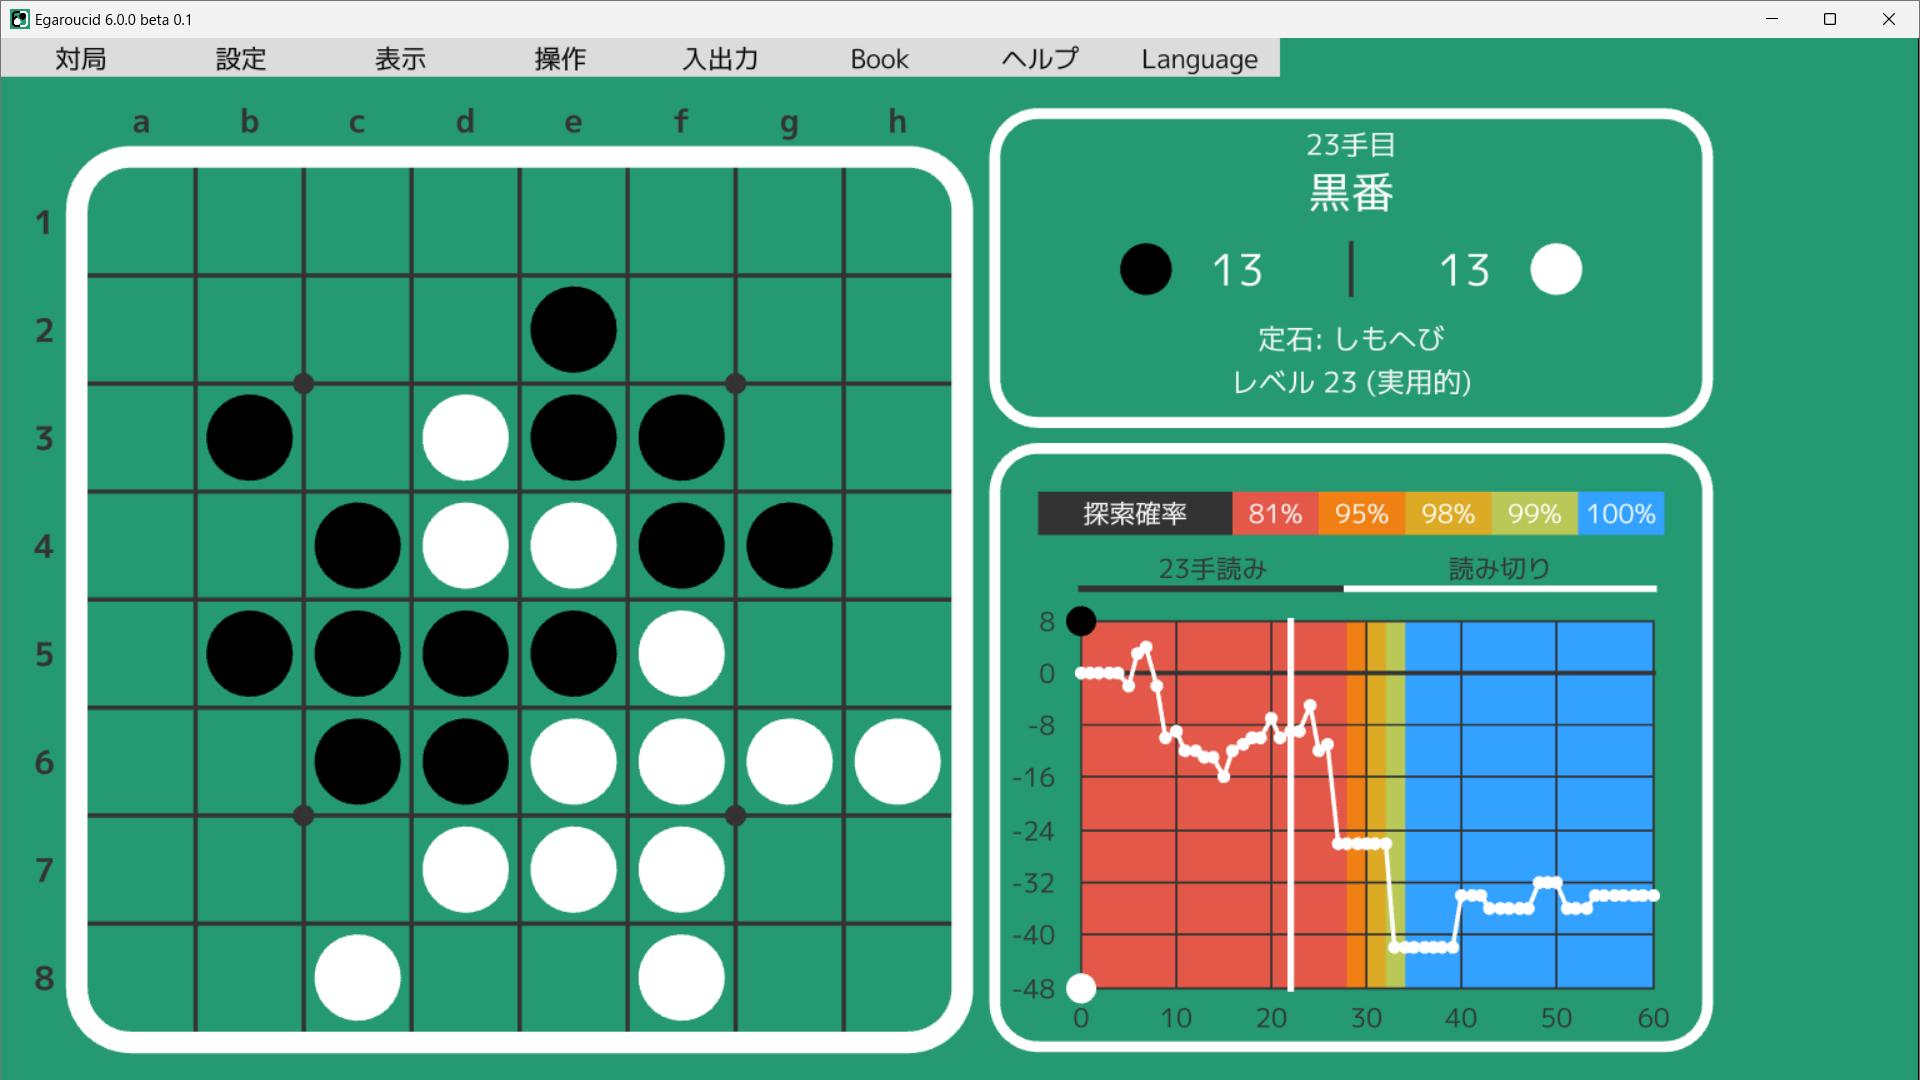 Egaroucid 6.0.0 beta 0.1
対局 設定 表示 操作 入出力 Book ヘルプ Language
a b c d e f g h
1
2
3
4
5
6
7
8
23手目
黒番
13 13
定石: しもへび
レベル 23 (実用的)
探索確率 81% 95% 98% 99% 100%
23手読み 読み切り
8
0
-8
-16
-24
-32
-40
-48
0 10 20 30 40 50 60